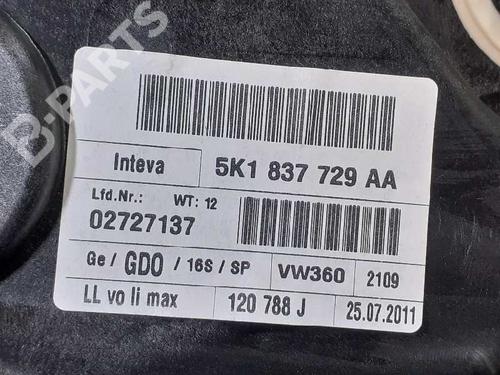 B-PARTS
Inteva 5K1 837 729 AA
Lfd.Nr.: WT: 12
02727137
Ge/ GDO / 16S / SP VW360 2109
LL vo li max 120 788 J 25.07.2011